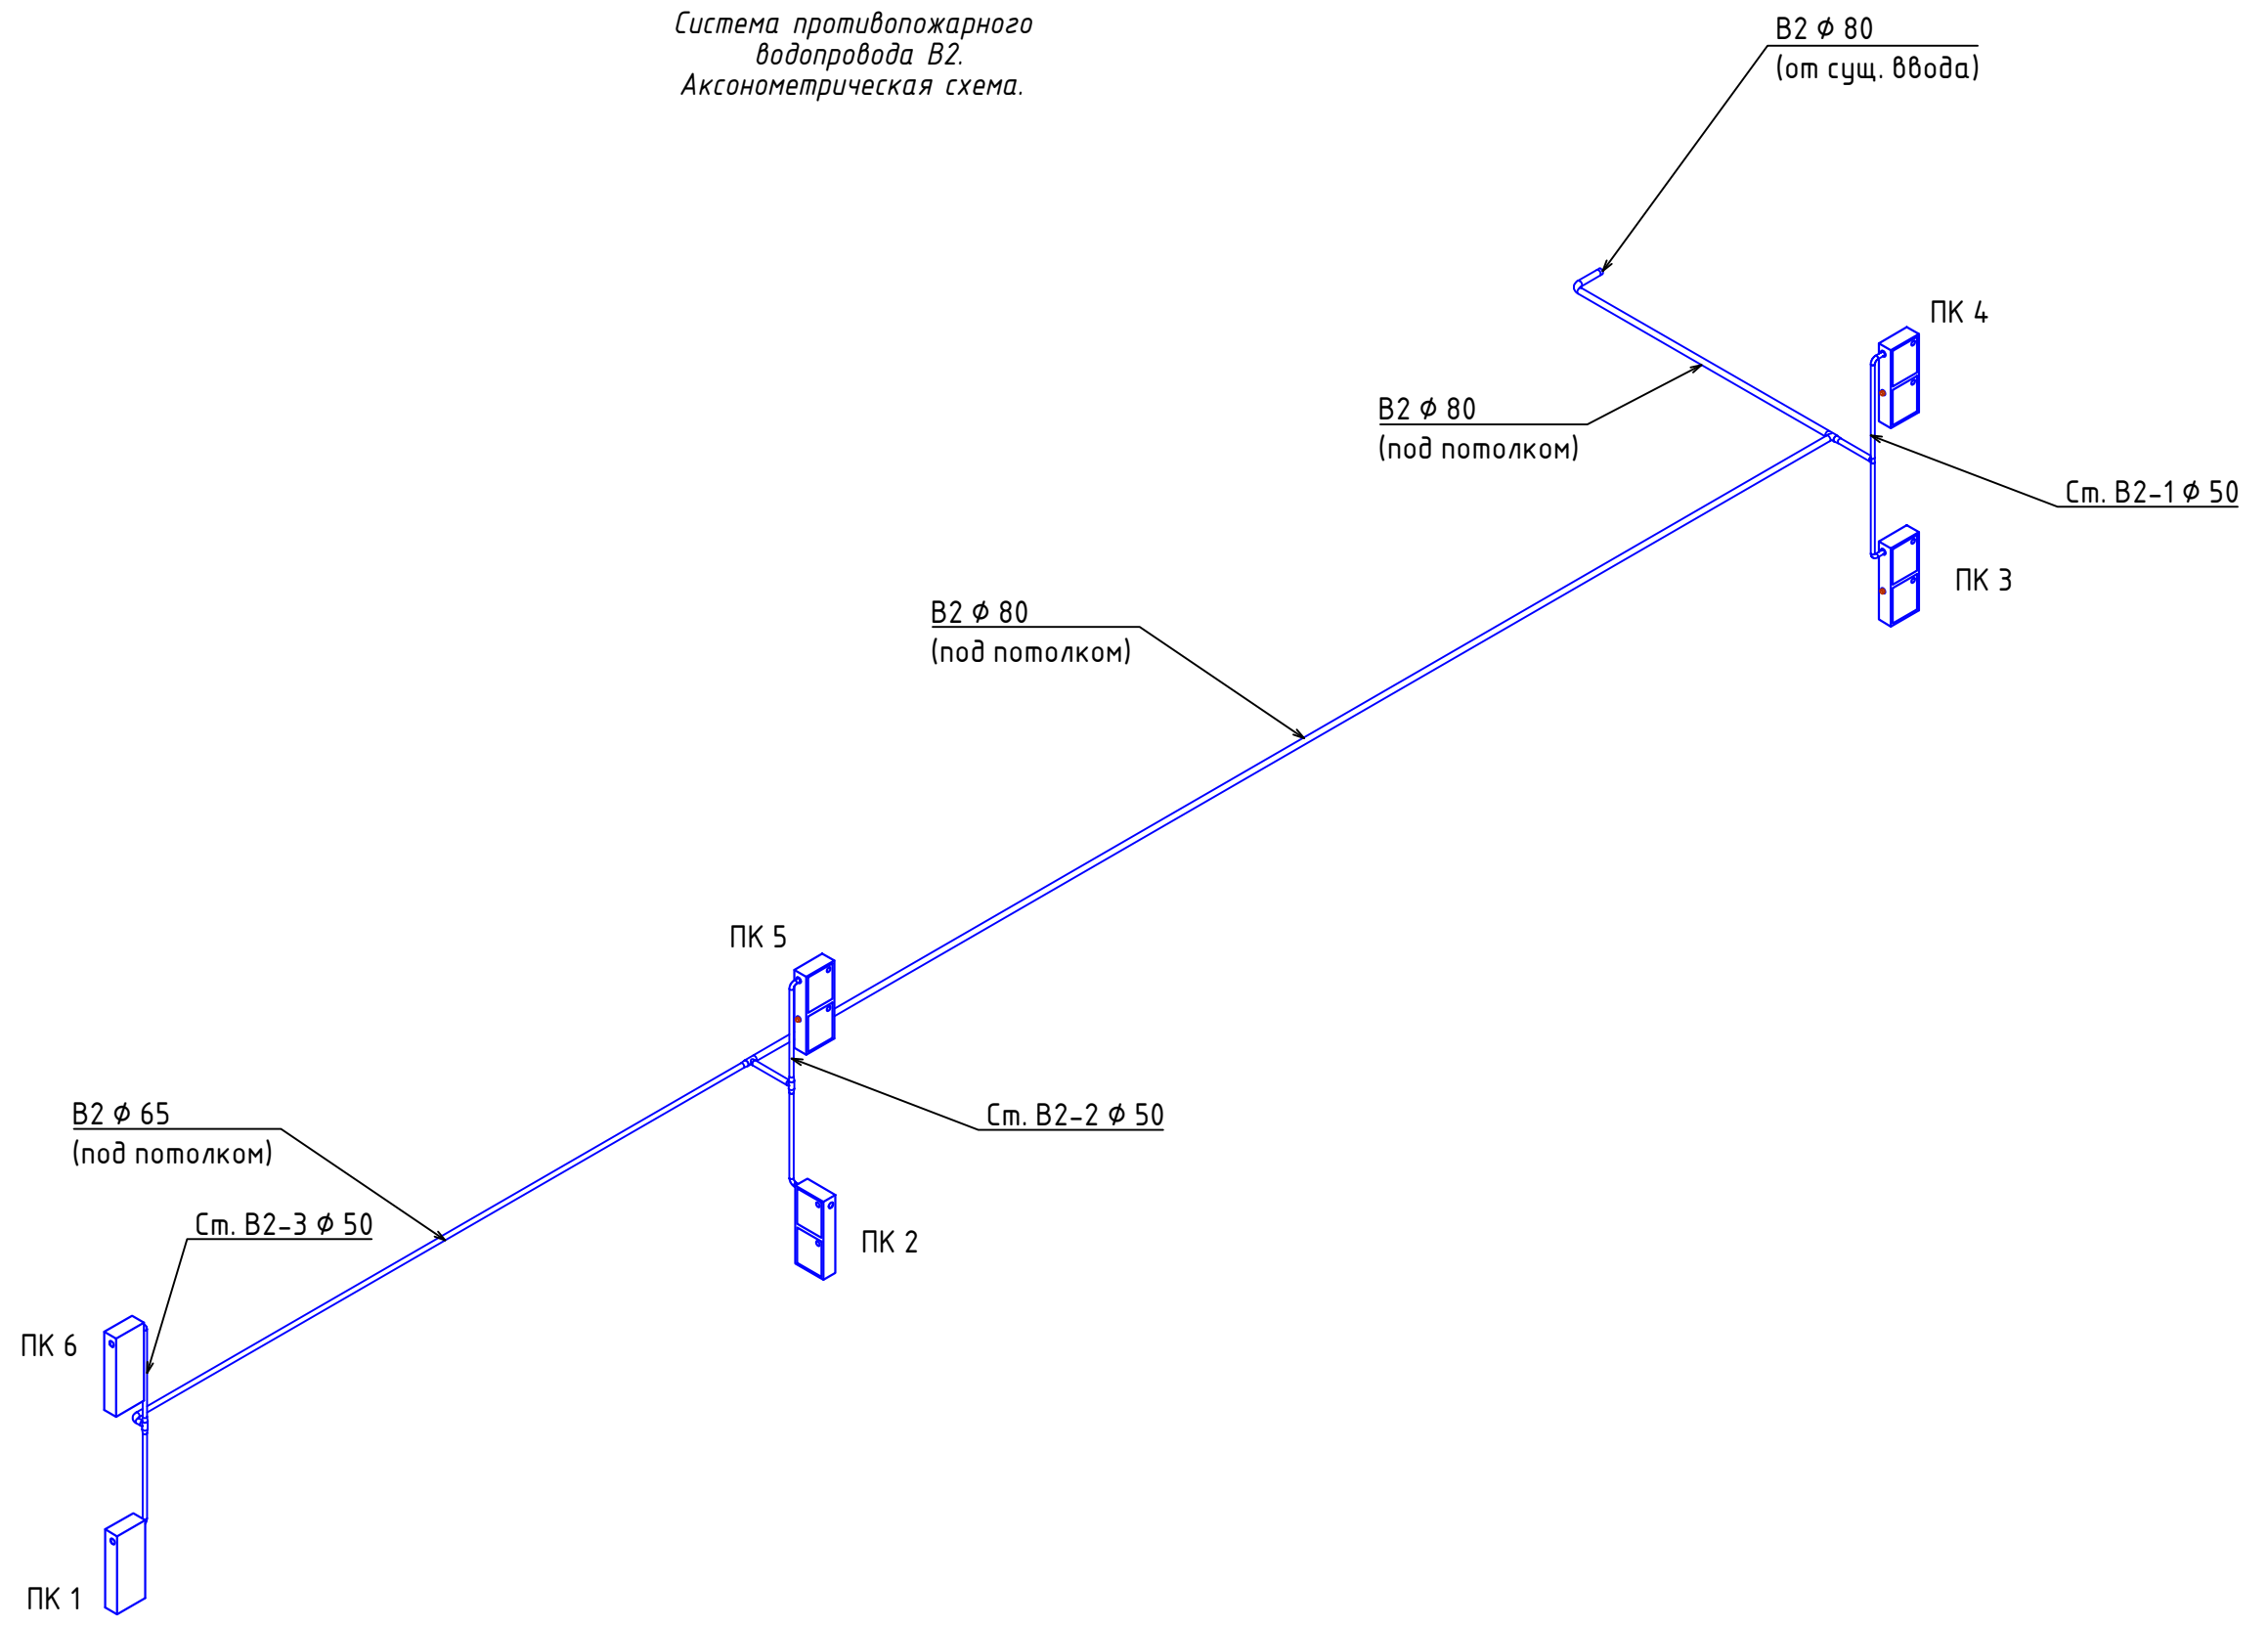 Система противопожарного
водопровода В2.
Аксонометрическая схема.
В2 ϕ 80
(от сущ. ввода)
ПК 4
В2 ϕ 80
(под потолком)
Ст. В2-1 ϕ 50
ПК 3
В2 ϕ 80
(под потолком)
ПК 5
В2 ϕ 65
(под потолком)
Ст. В2-2 ϕ 50
Ст. В2-3 ϕ 50
ПК 2
ПК 6
ПК 1